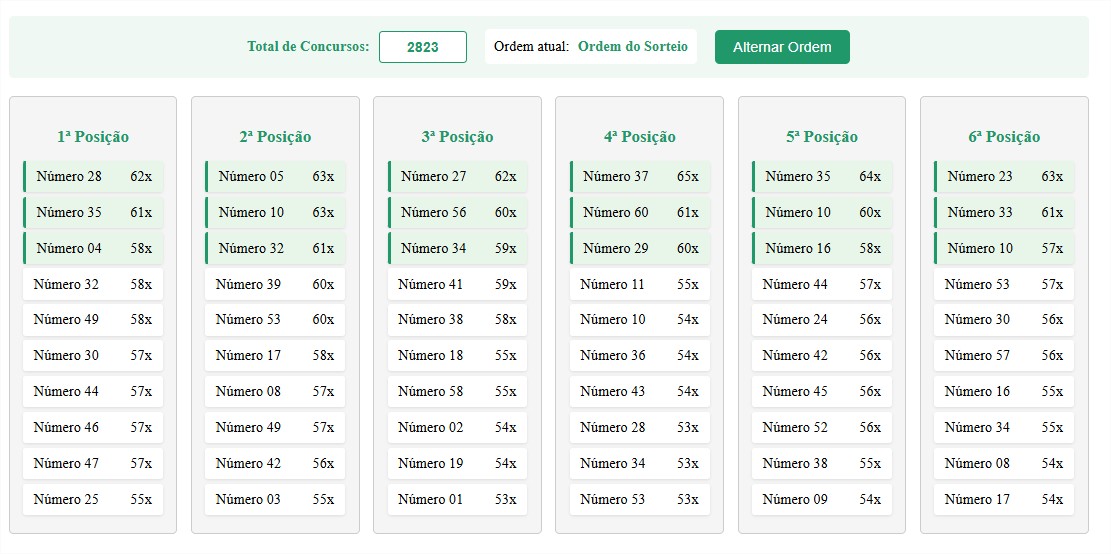 Total de Concursos: 2823 Ordem atual: Ordem do Sorteio Alternar Ordem
1ª Posição
Número 28 62x
Número 35 61x
Número 04 58x
Número 32 58x
Número 49 58x
Número 30 57x
Número 44 57x
Número 46 57x
Número 47 57x
Número 25 55x
2ª Posição
Número 05 63x
Número 10 63x
Número 32 61x
Número 39 60x
Número 53 60x
Número 17 58x
Número 08 57x
Número 49 57x
Número 42 56x
Número 03 55x
3ª Posição
Número 27 62x
Número 56 60x
Número 34 59x
Número 41 59x
Número 38 58x
Número 18 55x
Número 58 55x
Número 02 54x
Número 19 54x
Número 01 53x
4ª Posição
Número 37 65x
Número 60 61x
Número 29 60x
Número 11 55x
Número 10 54x
Número 36 54x
Número 43 54x
Número 28 53x
Número 34 53x
Número 53 53x
5ª Posição
Número 35 64x
Número 10 60x
Número 16 58x
Número 44 57x
Número 24 56x
Número 42 56x
Número 45 56x
Número 52 56x
Número 38 55x
Número 09 54x
6ª Posição
Número 23 63x
Número 33 61x
Número 10 57x
Número 53 57x
Número 30 56x
Número 57 56x
Número 16 55x
Número 34 55x
Número 08 54x
Número 17 54x